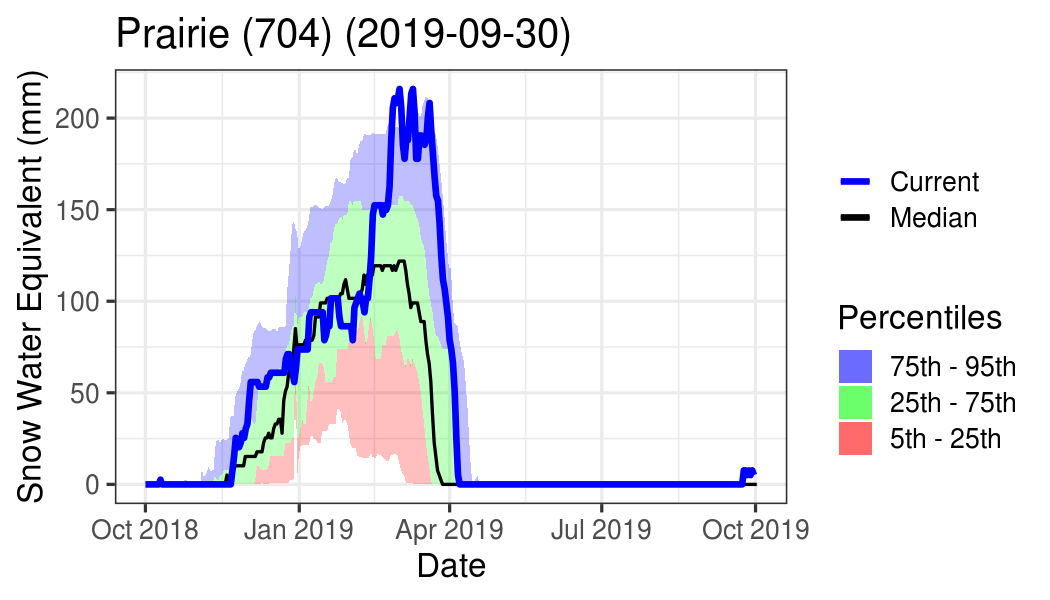 Prairie (704) (2019-09-30)
Snow Water Equivalent (mm)
200
150
100
50
0
Oct 2018
Jan 2019
Apr 2019
Jul 2019
Oct 2019
Date
Current
Median
Percentiles
75th - 95th
25th - 75th
5th - 25th